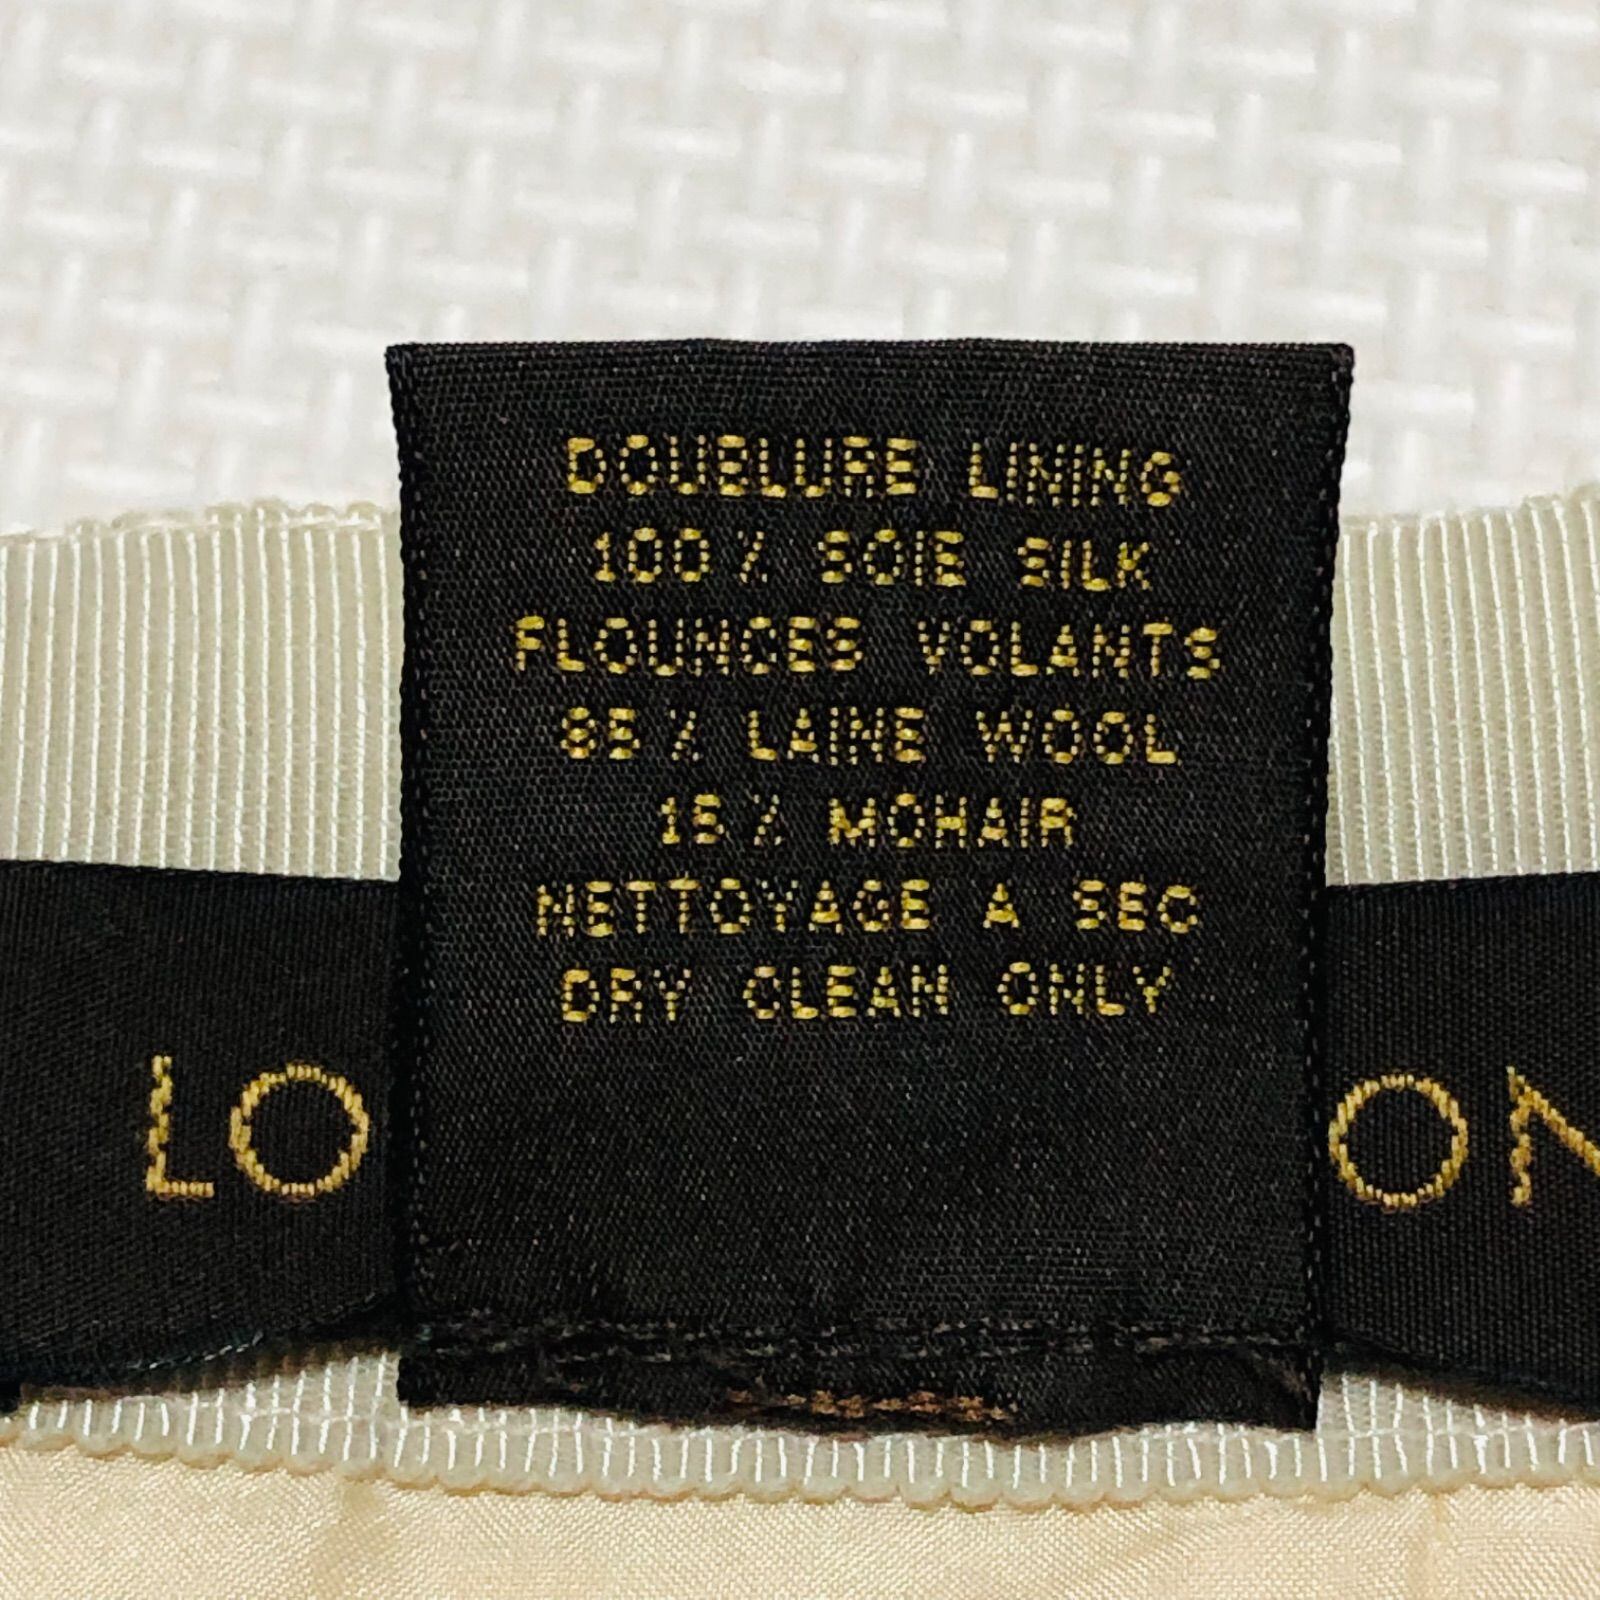 DOUBLURE LINING
100% SOIE SILK
FLOUNCES VOLANTS
85% LAINE WOOL
15% MOHAIR
NETTOYAGE A SEC
DRY CLEAN ONLY
LO ON